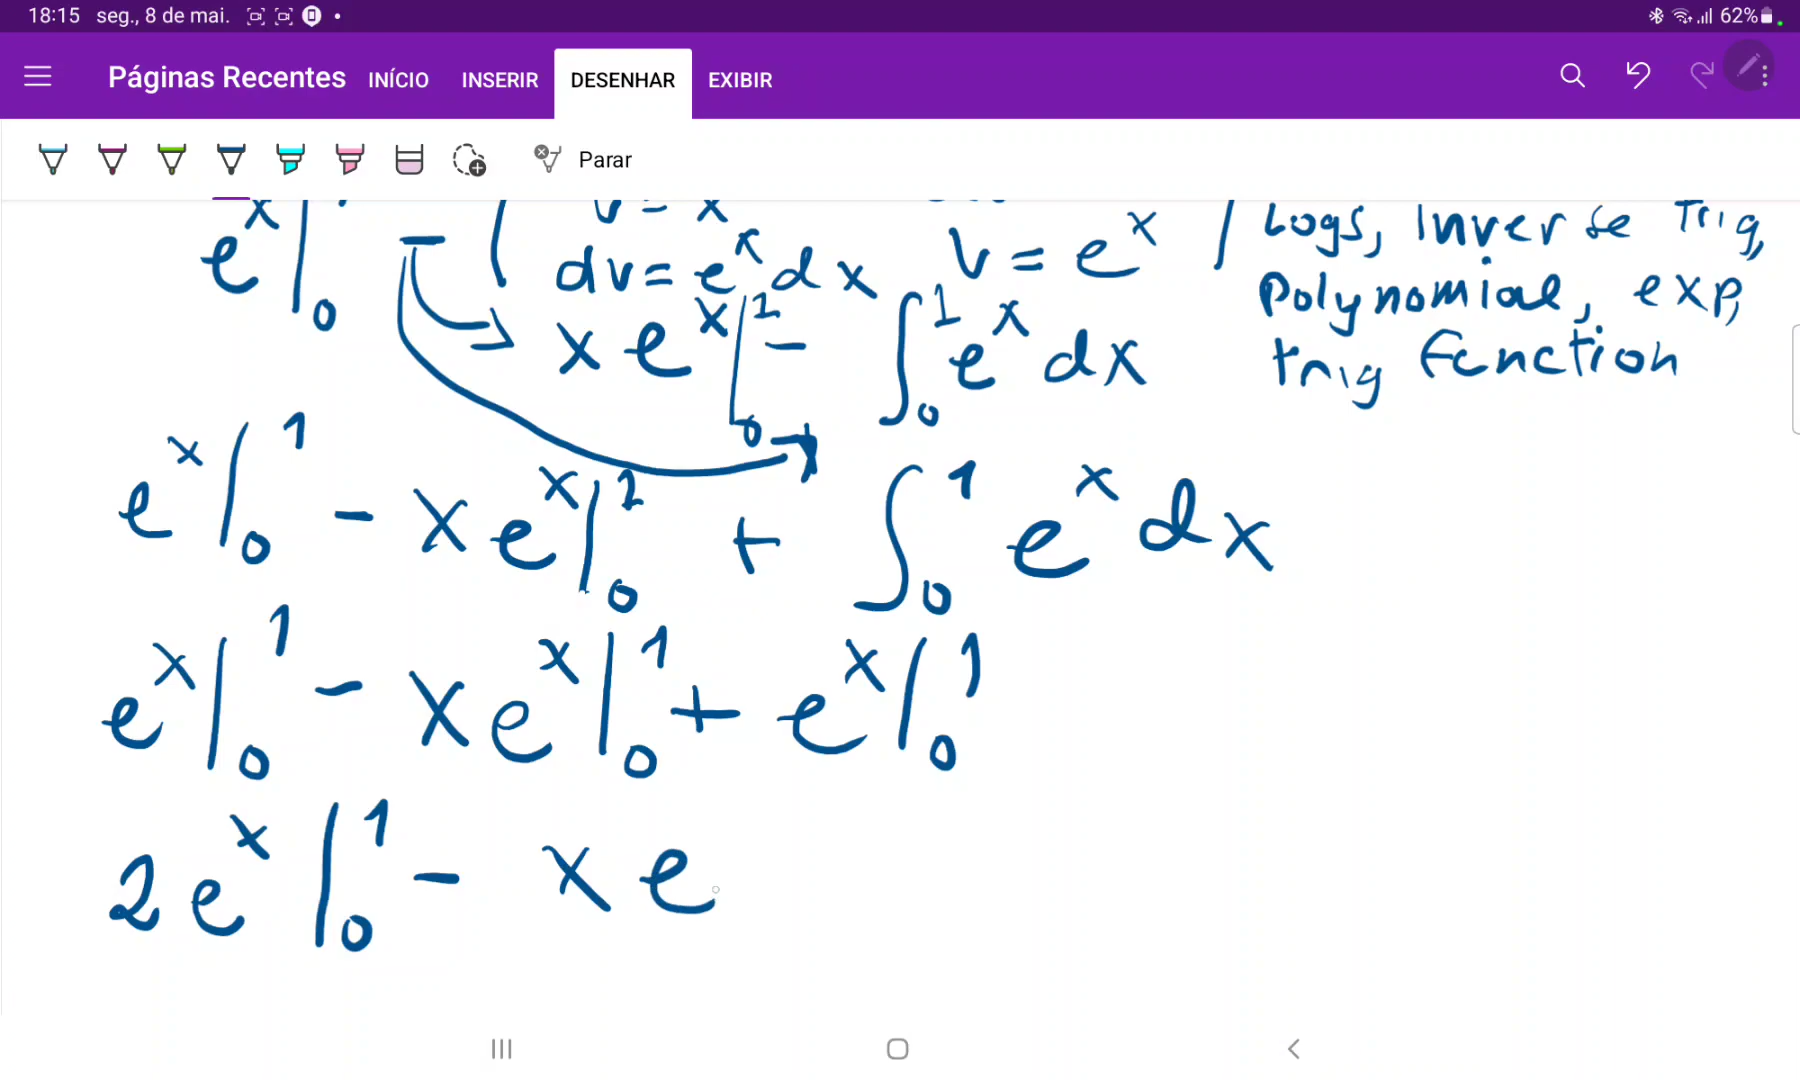 18:15 seg., 8 de mai. 62%
Páginas Recentes INÍCIO INSERIR DESENHAR EXIBIR
Parar
e^x|_0 - v = x
dv = e^x dx v = e^x
Logs, Inverse Trig,
Polynomial, exp,
trig function
x e^x|_0^1 - ∫_0^1 e^x dx
e^x|_0^1 - x e^x|_0^1 + ∫_0^1 e^x dx
e^x|_0^1 - x e^x|_0^1 + e^x|_0^1
2 e^x|_0^1 - x e